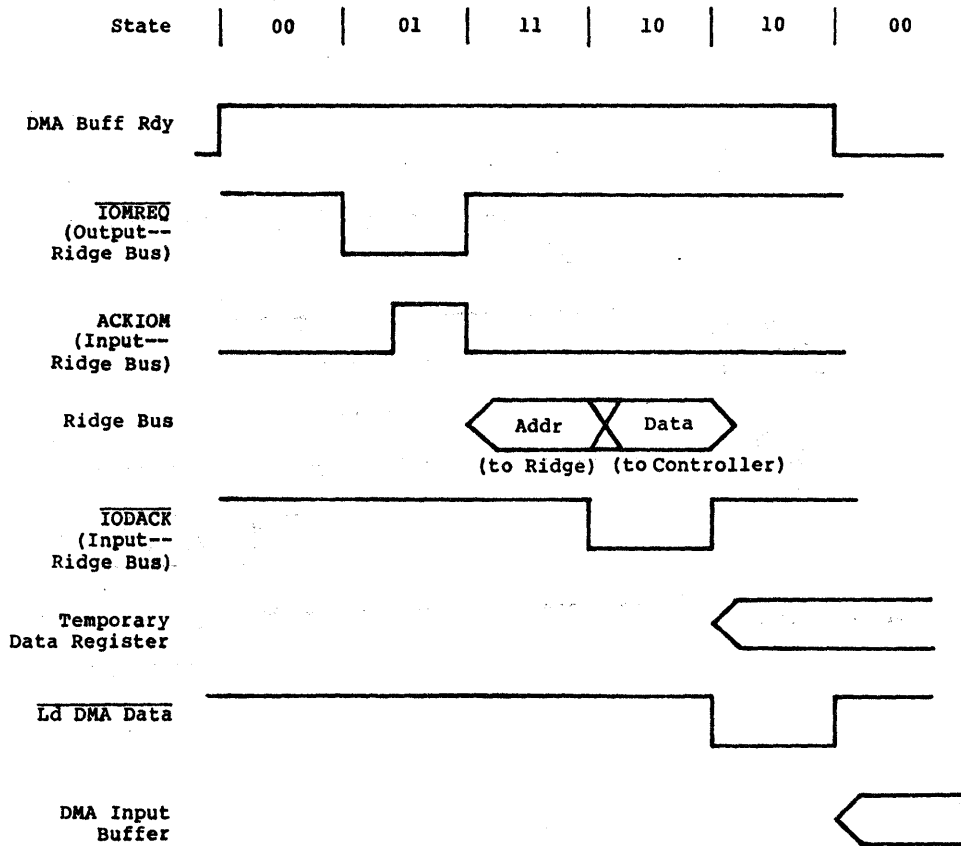 State | 00 | 01 | 11 | 10 | 10 | 00
DMA Buff Rdy
IOMREQ
(Output--
Ridge Bus)
ACKIOM
(Input--
Ridge Bus)
Ridge Bus
Addr
Data
(to Ridge) (to Controller)
IODACK
(Input--
Ridge Bus)
Temporary
Data Register
Ld DMA Data
DMA Input
Buffer